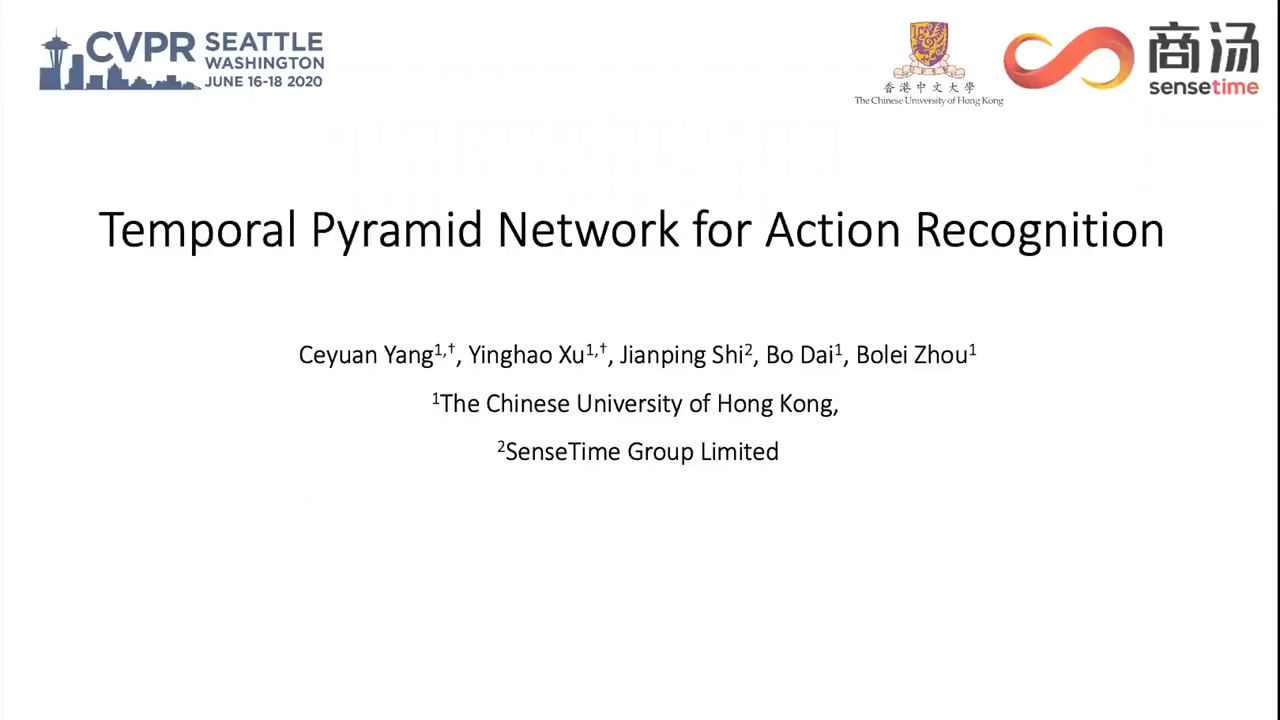 CVPR SEATTLE
WASHINGTON
JUNE 16-18 2020
香港中文大學
The Chinese University of Hong Kong
商汤
sensetime
Temporal Pyramid Network for Action Recognition
Ceyuan Yang¹,†, Yinghao Xu¹,†, Jianping Shi², Bo Dai¹, Bolei Zhou¹
¹The Chinese University of Hong Kong,
²SenseTime Group Limited